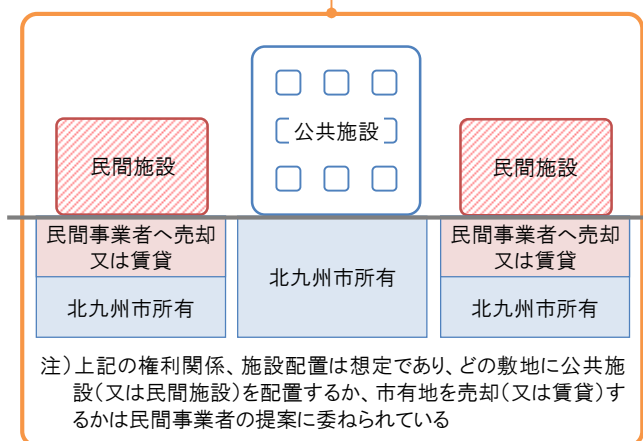 公共施設
民間施設
民間施設
民間事業者へ売却
又は賃貸
北九州市所有
北九州市所有
民間事業者へ売却
又は賃貸
北九州市所有
注）上記の権利関係、施設配置は想定であり、どの敷地に公共施
設（又は民間施設）を配置するか、市有地を売却（又は賃貸）す
るかは民間事業者の提案に委ねられている